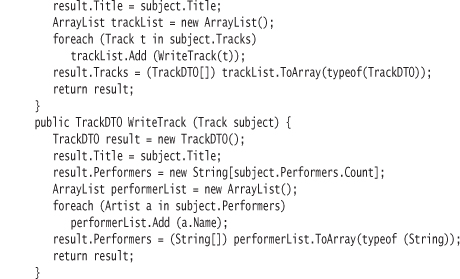 result.Title = subject.Title;
ArrayList trackList = new ArrayList();
foreach (Track t in subject.Tracks)
trackList.Add (WriteTrack(t));
result.Tracks = (TrackDTO[]) trackList.ToArray(typeof(TrackDTO));
return result;
}
public TrackDTO WriteTrack (Track subject) {
TrackDTO result = new TrackDTO();
result.Title = subject.Title;
result.Performers = new String[subject.Performers.Count];
ArrayList performerList = new ArrayList();
foreach (Artist a in subject.Performers)
performerList.Add (a.Name);
result.Performers = (String[]) performerList.ToArray(typeof (String));
return result;
}